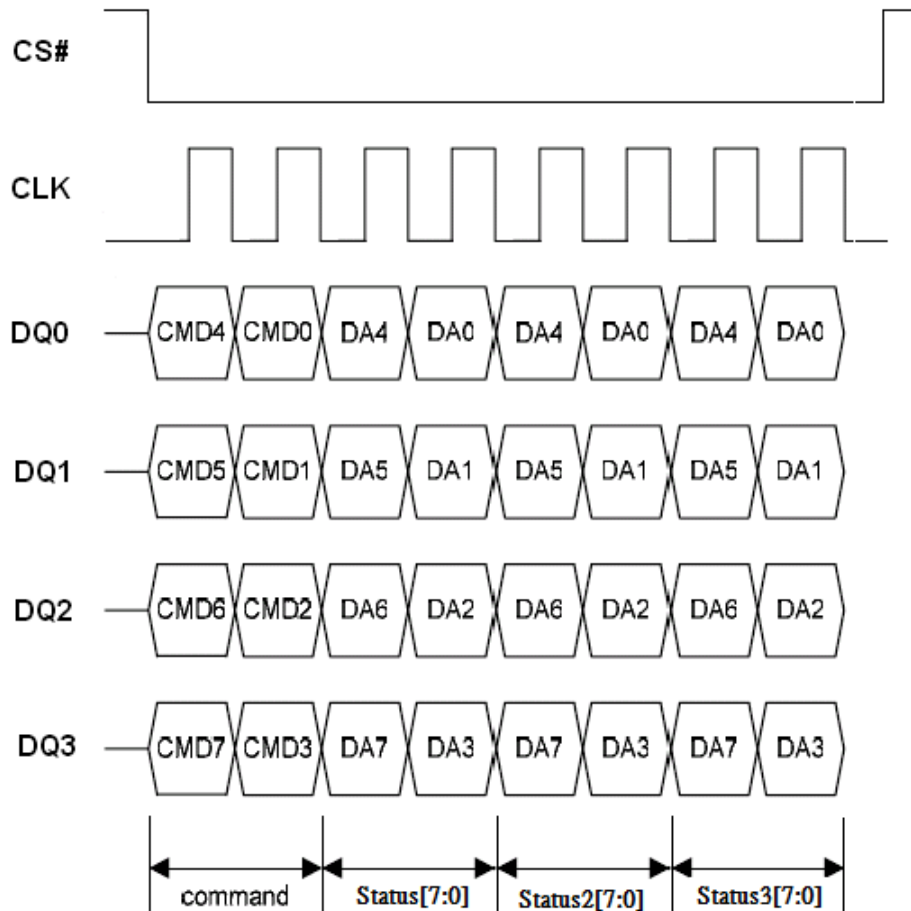 CS#
CLK
DQ0 CMD4 CMD0 DA4 DA0 DA4 DA0 DA4 DA0
DQ1 CMD5 CMD1 DA5 DA1 DA5 DA1 DA5 DA1
DQ2 CMD6 CMD2 DA6 DA2 DA6 DA2 DA6 DA2
DQ3 CMD7 CMD3 DA7 DA3 DA7 DA3 DA7 DA3
command Status[7:0] Status2[7:0] Status3[7:0]